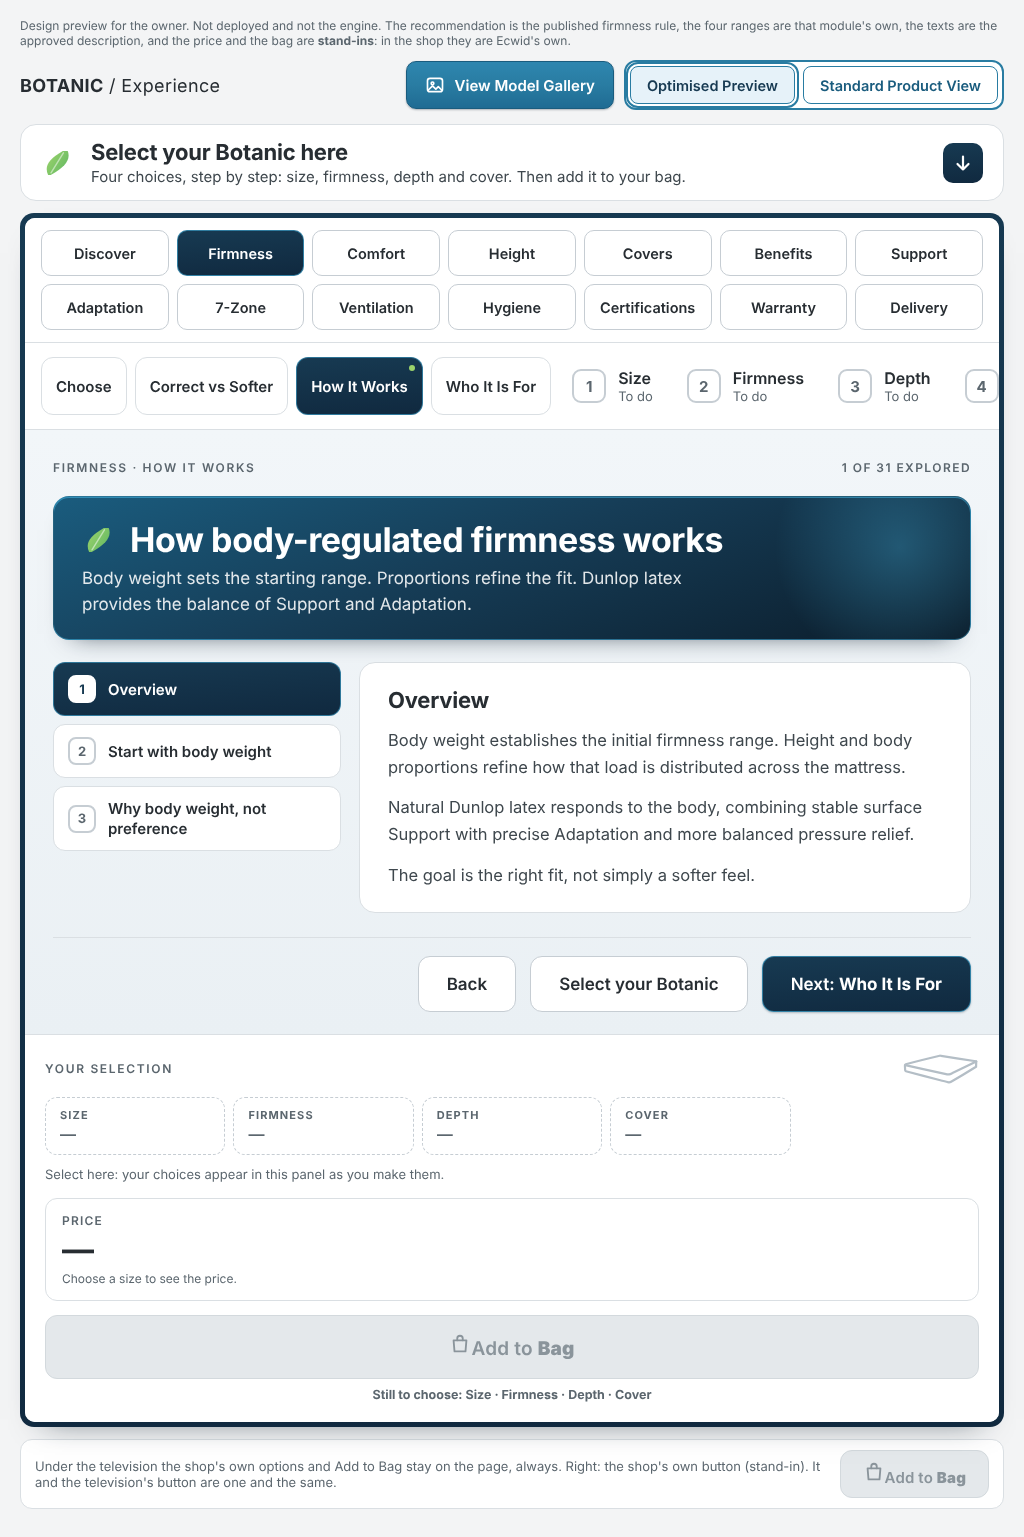 Design preview for the owner. Not deployed and not the engine. The recommendation is the published firmness rule, the four ranges are that module's own, the texts are the
approved description, and the price and the bag are stand-ins: in the shop they are Ecwid's own.
BOTANIC / Experience
View Model Gallery
Optimised Preview
Standard Product View
Select your Botanic here
Four choices, step by step: size, firmness, depth and cover. Then add it to your bag.
Discover
Firmness
Comfort
Height
Covers
Benefits
Support
Adaptation
7-Zone
Ventilation
Hygiene
Certifications
Warranty
Delivery
Choose
Correct vs Softer
How It Works
Who It Is For
1
Size
To do
2
Firmness
To do
3
Depth
To do
4
FIRMNESS · HOW IT WORKS
1 OF 31 EXPLORED
How body-regulated firmness works
Body weight sets the starting range. Proportions refine the fit. Dunlop latex
provides the balance of Support and Adaptation.
1 Overview
2 Start with body weight
3 Why body weight, not
preference
Overview
Body weight establishes the initial firmness range. Height and body
proportions refine how that load is distributed across the mattress.
Natural Dunlop latex responds to the body, combining stable surface
Support with precise Adaptation and more balanced pressure relief.
The goal is the right fit, not simply a softer feel.
Back
Select your Botanic
Next: Who It Is For
YOUR SELECTION
SIZE
—
FIRMNESS
—
DEPTH
—
COVER
—
Select here: your choices appear in this panel as you make them.
PRICE
—
Choose a size to see the price.
Add to Bag
Still to choose: Size · Firmness · Depth · Cover
Under the television the shop's own options and Add to Bag stay on the page, always. Right: the shop's own button (stand-in). It
and the television's button are one and the same.
Add to Bag